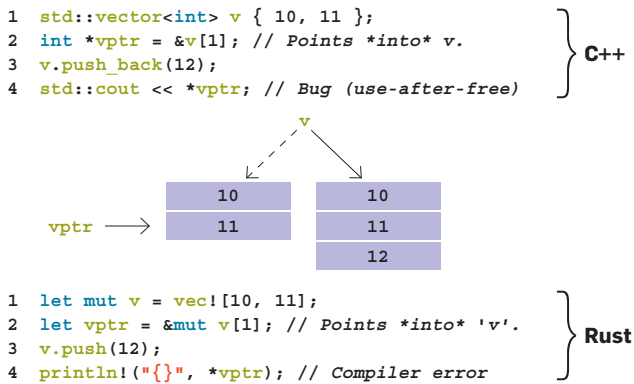 1 std::vector<int> v { 10, 11 };
2 int *vptr = &v[1]; // Points *into* v.
3 v.push_back(12);
4 std::cout << *vptr; // Bug (use-after-free)
C++
v
10 10
vptr 11 11
12
1 let mut v = vec![10, 11];
2 let vptr = &mut v[1]; // Points *into* 'v'.
3 v.push(12);
4 println!("{}", *vptr); // Compiler error
Rust